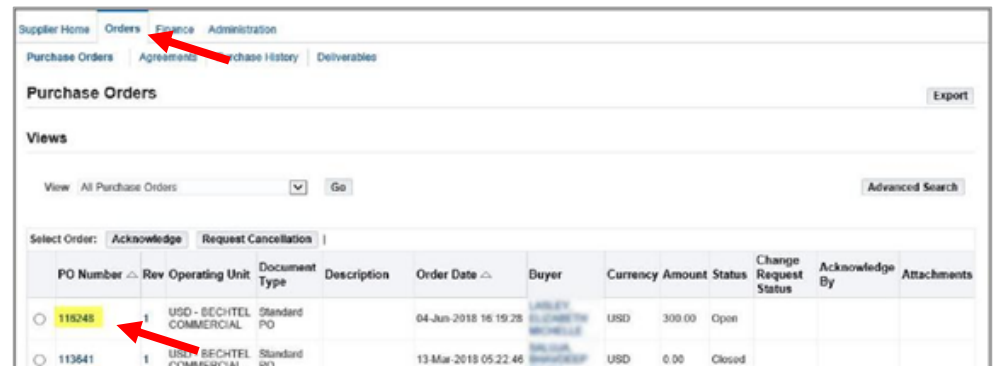 Supplier Home Orders Finance Administration
Purchase Orders Agreements Purchase History Deliverables
Purchase Orders
Export
Views
View All Purchase Orders Go Advanced Search
Select Order: Acknowledge Request Cancellation |
PO Number Rev Operating Unit Document Type Description Order Date Buyer Currency Amount Status Change Request Status Acknowledge By Attachments
116248 1 USD - BECHTEL COMMERCIAL Standard PO 04-Jun-2018 16:19:28 USD 300.00 Open
113641 1 USD - BECHTEL COMMERCIAL Standard PO 13-Mar-2018 05:22:46 USD 0.00 Closed